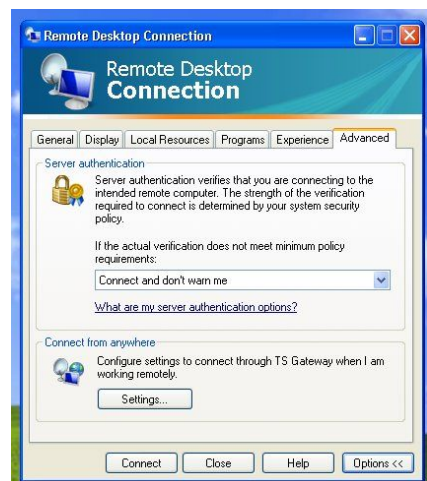 Remote Desktop Connection
Remote Desktop
Connection
General Display Local Resources Programs Experience Advanced
Server authentication
Server authentication verifies that you are connecting to the
intended remote computer. The strength of the verification
required to connect is determined by your system security
policy.
If the actual verification does not meet minimum policy
requirements:
Connect and don't warn me
What are my server authentication options?
Connect from anywhere
Configure settings to connect through TS Gateway when I am
working remotely.
Settings...
Connect Close Help Options <<